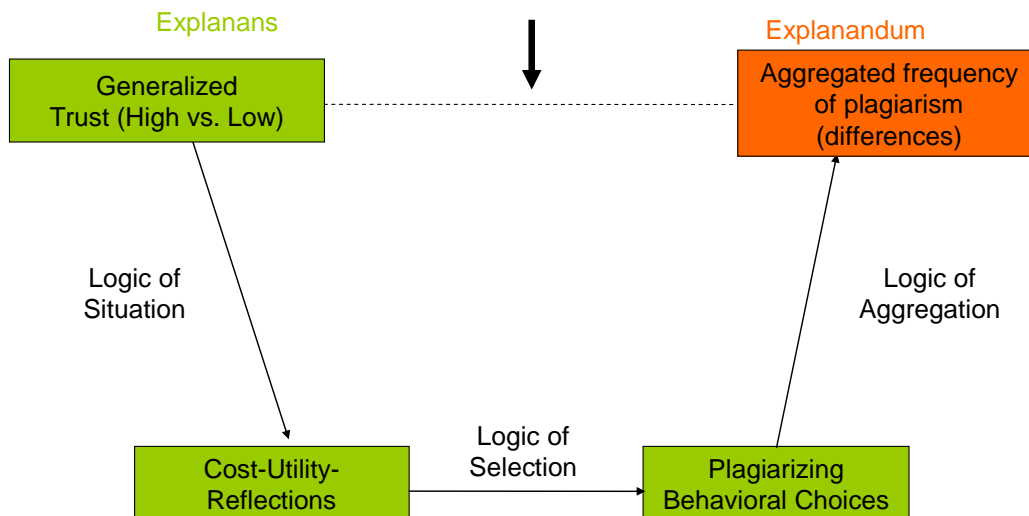 Explanans
Explanandum
Generalized
Trust (High vs. Low)
Aggregated frequency
of plagiarism
(differences)
Logic of
Situation
Logic of
Aggregation
Logic of
Selection
Cost-Utility-
Reflections
Plagiarizing
Behavioral Choices